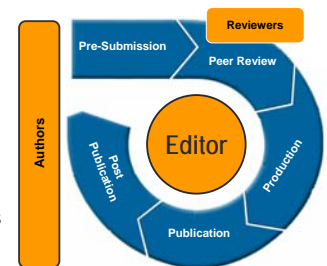 Reviewers
Pre-Submission
Peer Review
Authors
Editor
Post
Publication
Production
Publication
s